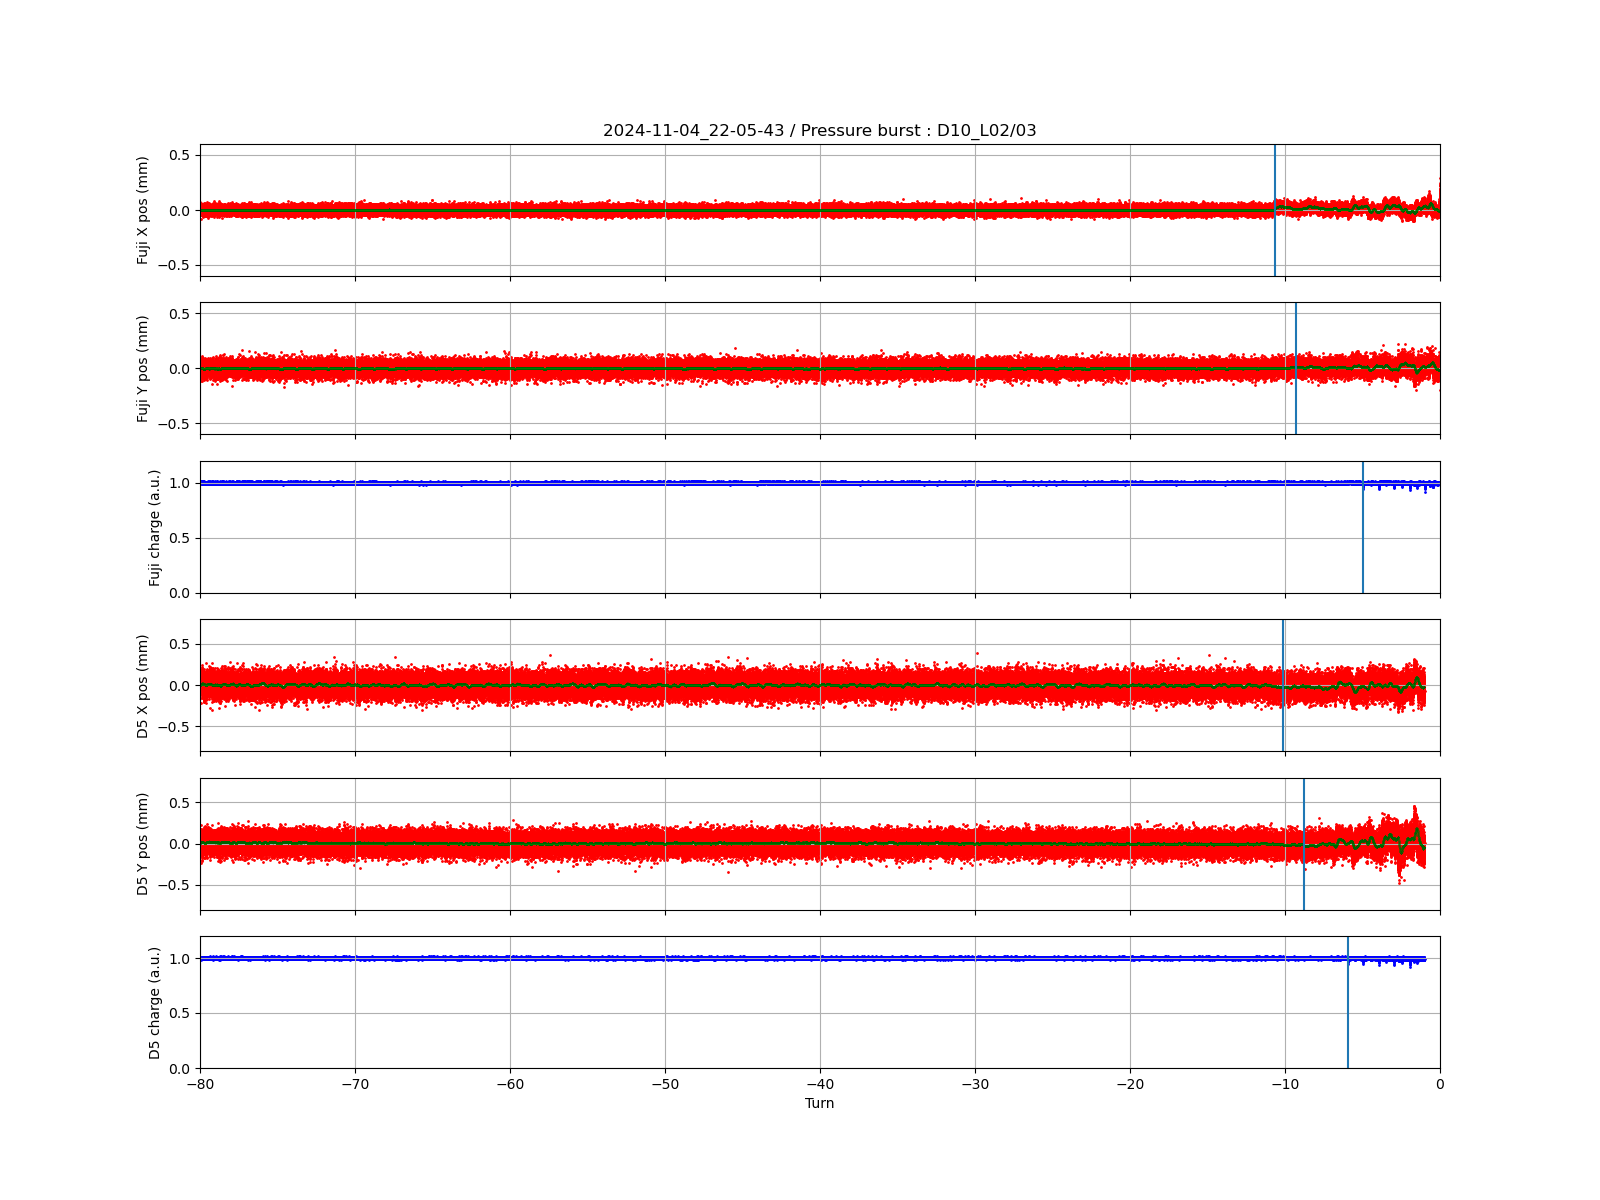 2024-11-04_22-05-43 / Pressure burst : D10_L02/03
Fuji X pos (mm)
0.5
0.0
−0.5
Fuji Y pos (mm)
0.5
0.0
−0.5
Fuji charge (a.u.)
1.0
0.5
0.0
D5 X pos (mm)
0.5
0.0
−0.5
D5 Y pos (mm)
0.5
0.0
−0.5
D5 charge (a.u.)
1.0
0.5
0.0
−80 −70 −60 −50 −40 −30 −20 −10 0
Turn